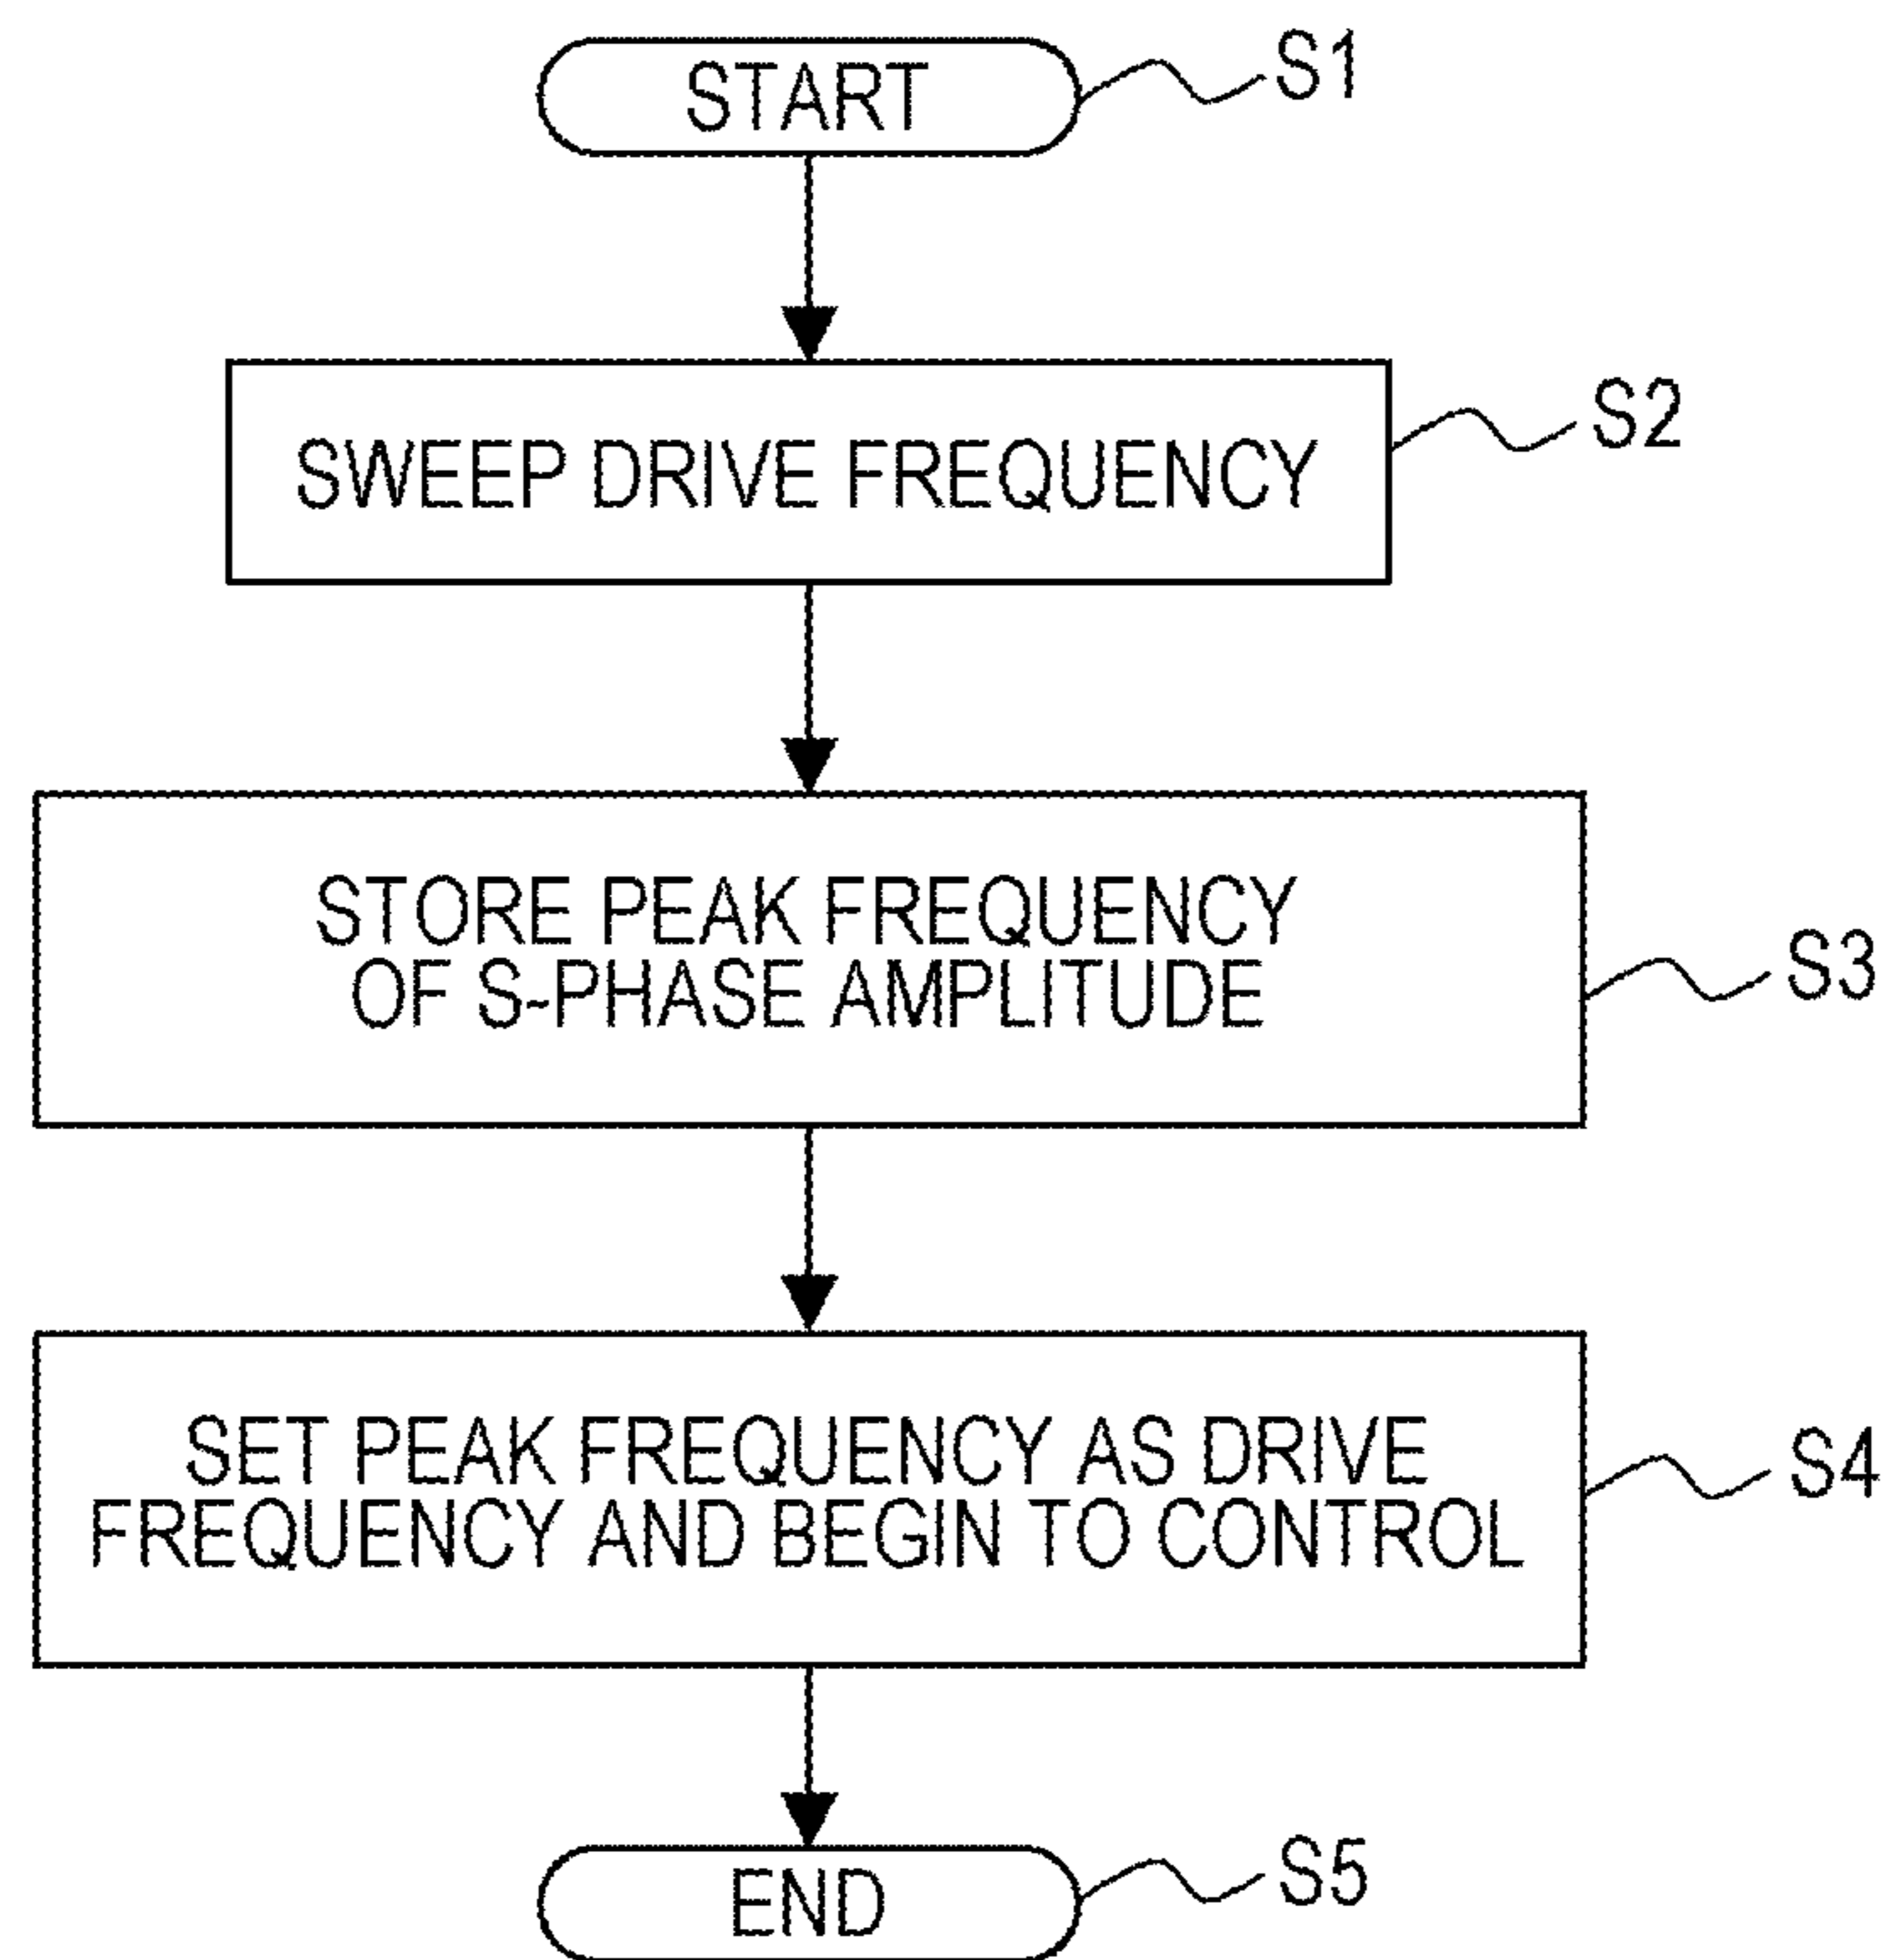 START
S1
SWEEP DRIVE FREQUENCY
S2
STORE PEAK FREQUENCY
OF S-PHASE AMPLITUDE
S3
SET PEAK FREQUENCY AS DRIVE
FREQUENCY AND BEGIN TO CONTROL
S4
END
S5